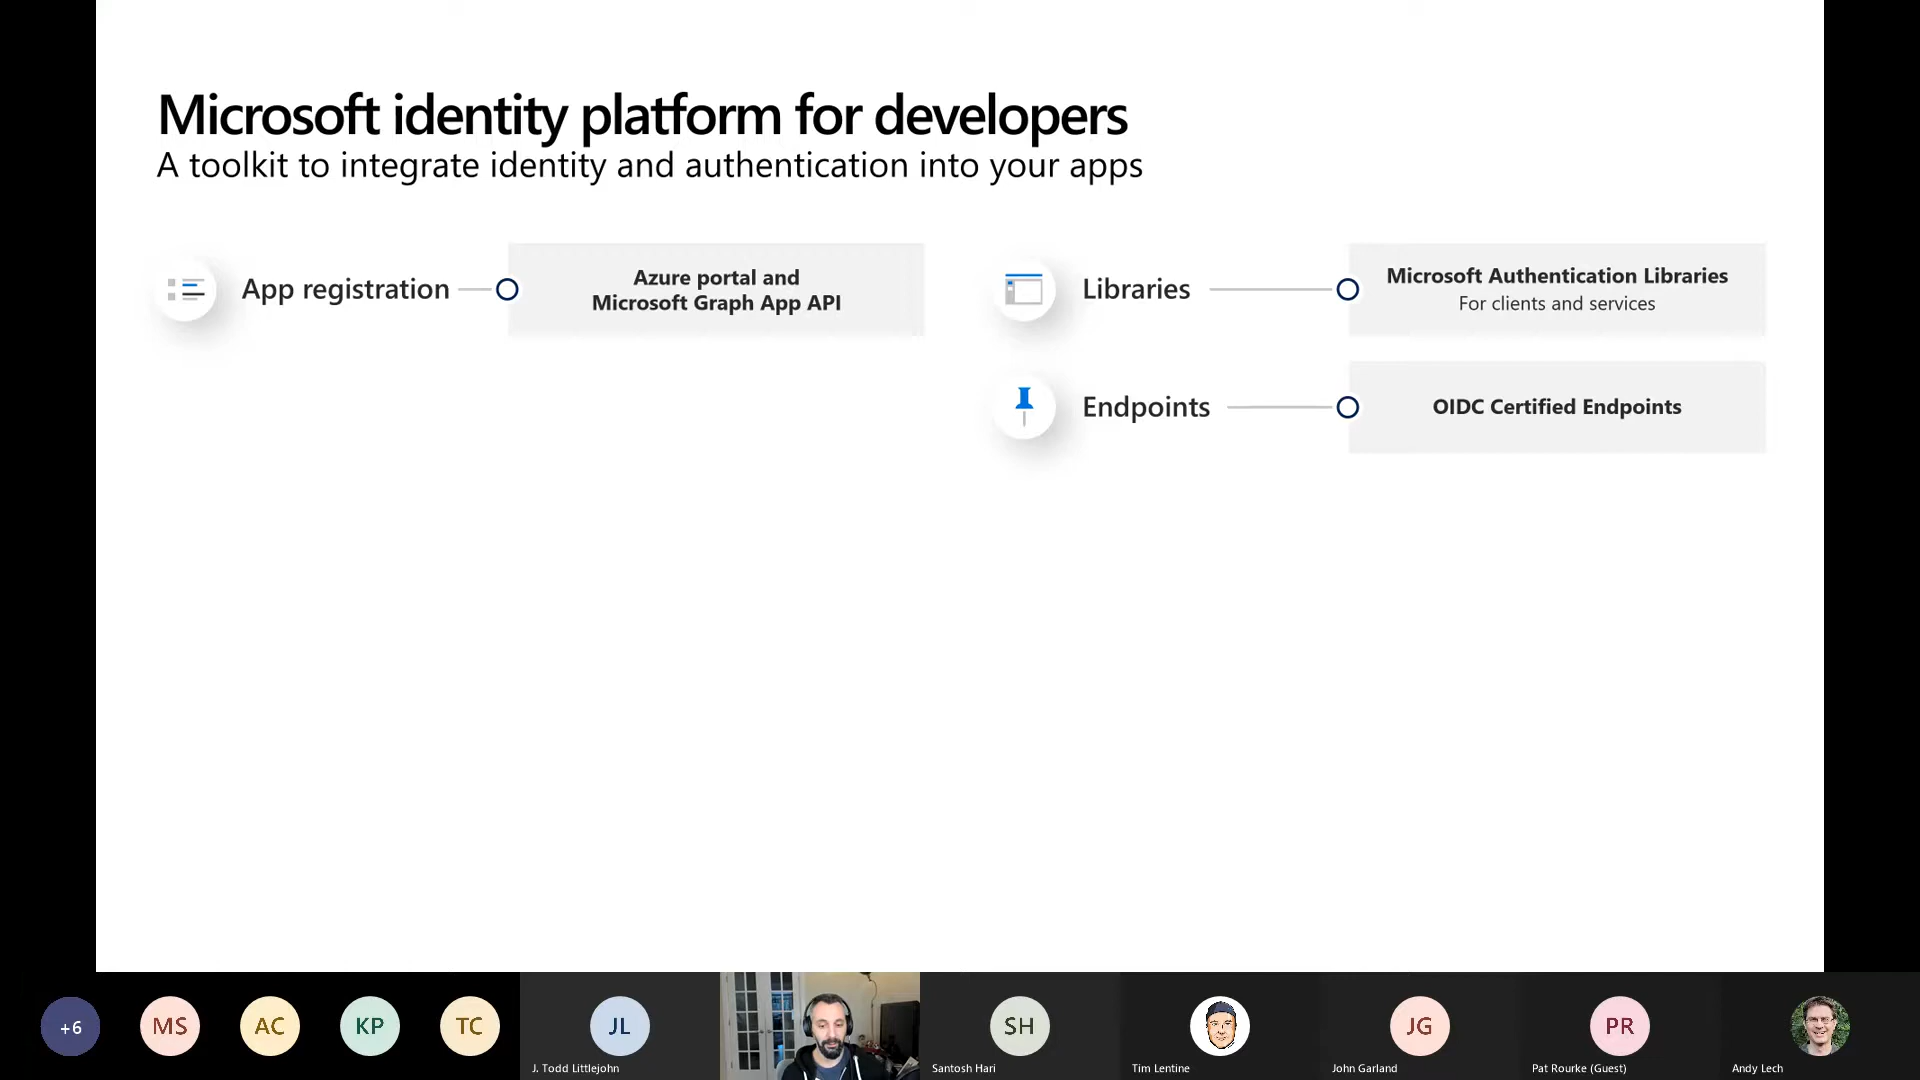 Microsoft identity platform for developers
A toolkit to integrate identity and authentication into your apps
App registration
Azure portal and
Microsoft Graph App API
Libraries
Microsoft Authentication Libraries
For clients and services
Endpoints
OIDC Certified Endpoints
+6
MS
AC
KP
TC
JL
J. Todd Littlejohn
SH
Santosh Hari
Tim Lentine
JG
John Garland
PR
Pat Rourke (Guest)
Andy Lech